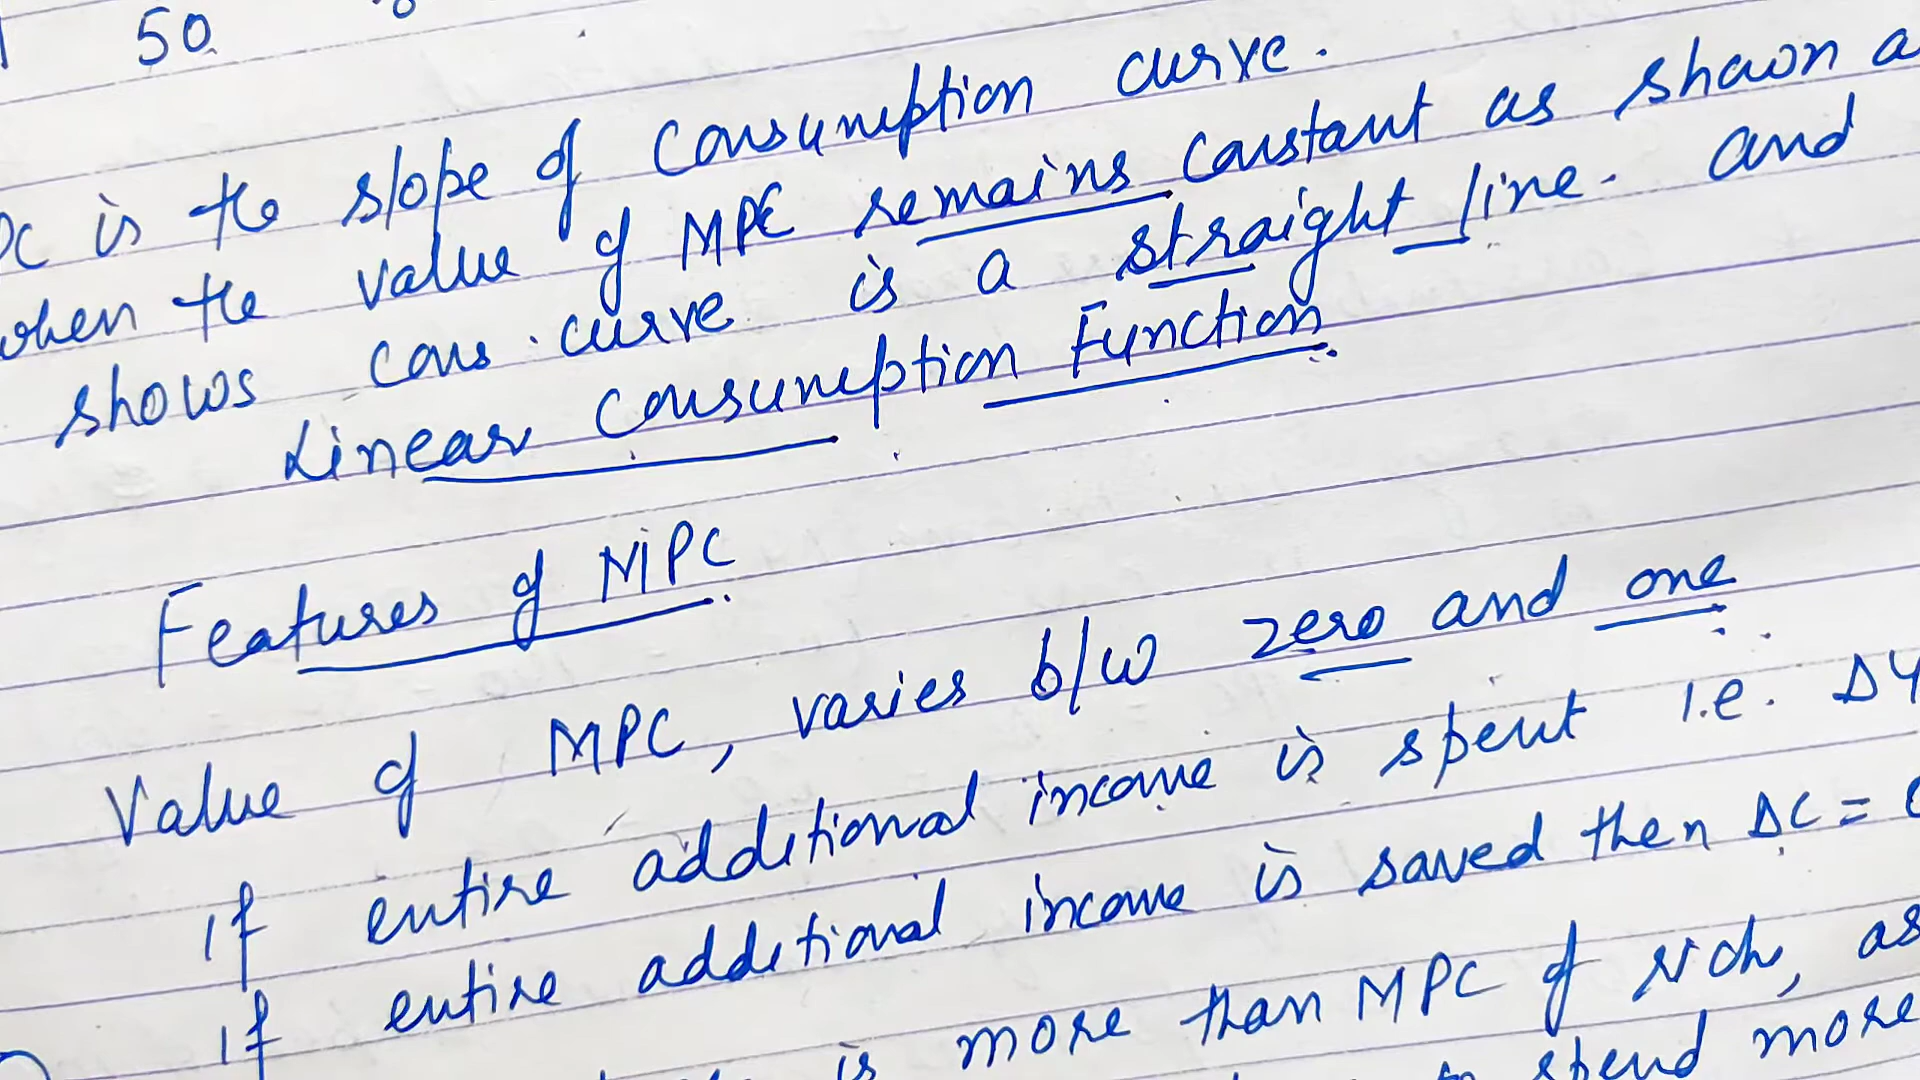 50
is the slope of Consumption curve.
when the value of MPC remains constant as shown
shows cons. curve is a straight line. and
Linear Consumption Function
Features of MPC
Value of MPC, varies b/w zero and one
if entire additional income is spent i.e. ΔY
if entire additional income is saved then ΔC =
is more than MPC of rich, as
spend more